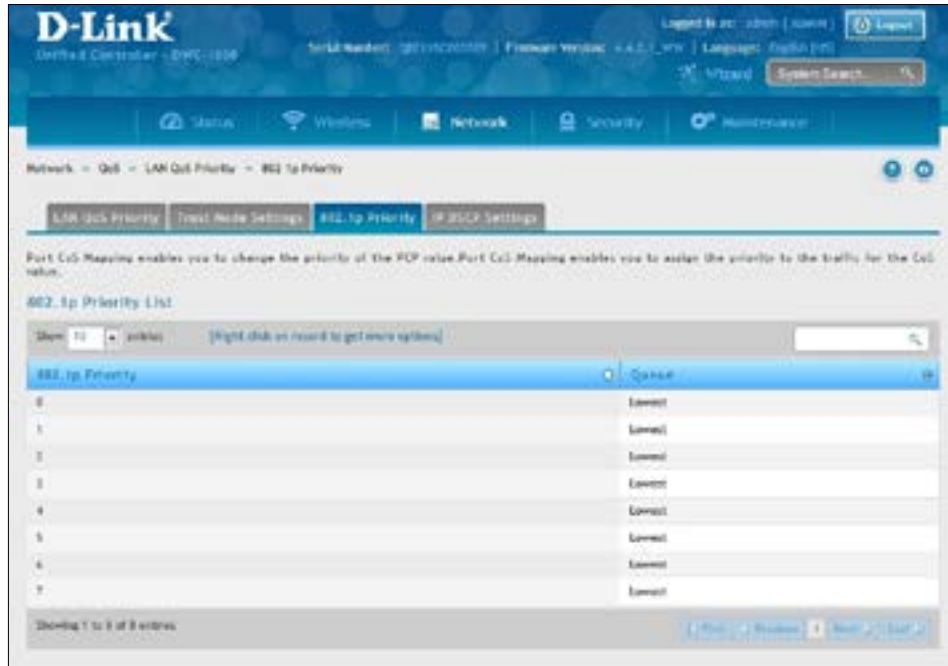 D-Link
Logged in as: admin ( ADMIN ) Logout
Unified Controller - DWC-1000
Serial Number: Firmware Version: Language: English [US]
Wizard System Search...
Status Wireless Network Security Maintenance
Network » QoS » LAN QoS Priority » 802.1p Priority
LAN QoS Priority Trust Mode Settings 802.1p Priority IP DSCP Settings
Port CoS Mapping enables you to change the priority of the PCP value.Port CoS Mapping enables you to assign the priority to the traffic for the CoS
value.
802.1p Priority List
Show 10 entries [Right click on record to get more options]
802.1p Priority Queue
0 Lowest
1 Lowest
2 Lowest
3 Lowest
4 Lowest
5 Lowest
6 Lowest
7 Lowest
Showing 1 to 8 of 8 entries
First Previous 1 Next Last